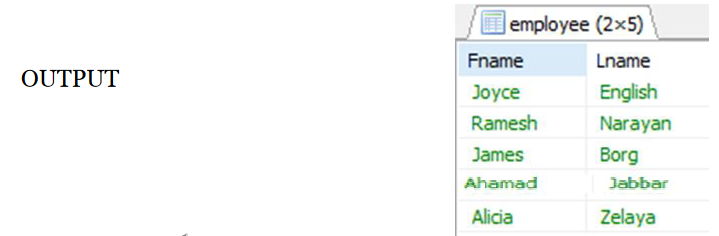 employee (2×5)
OUTPUT
Fname Lname
Joyce English
Ramesh Narayan
James Borg
Ahamad Jabbar
Alicia Zelaya